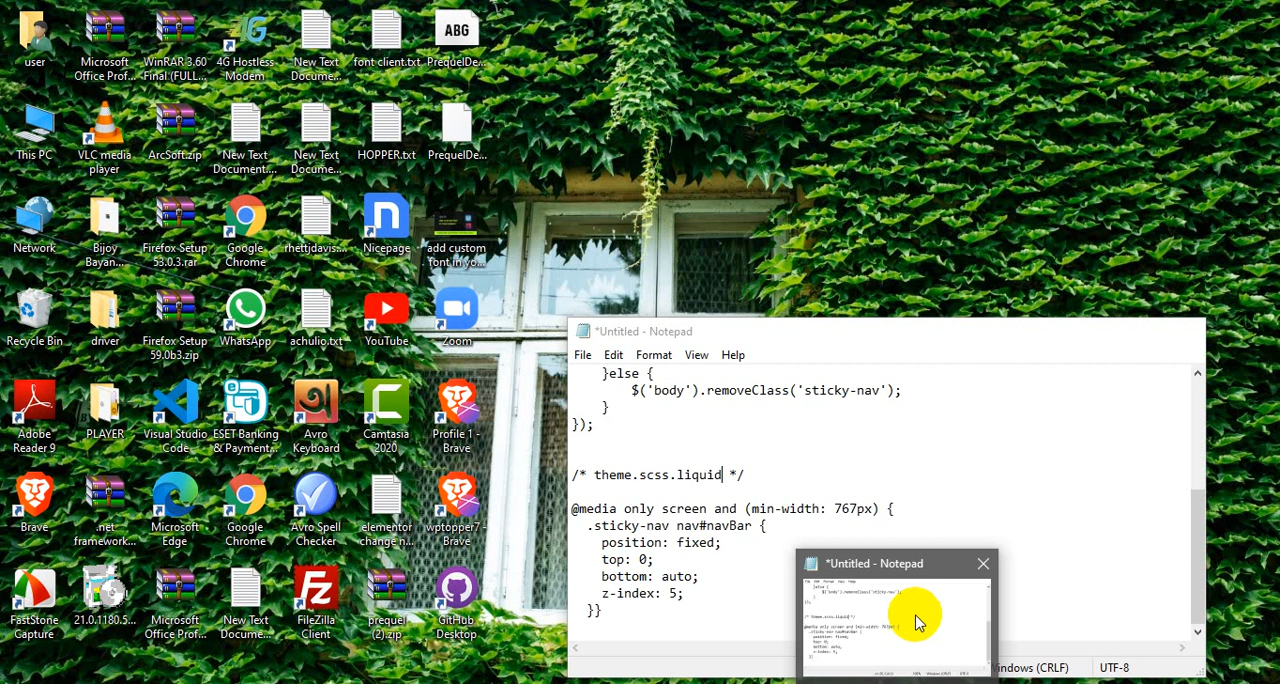 ABG
user
Microsoft
Office Prof...
WinRAR 3.60
Final (FULL...
4G Hostless
Modem
New Text
Docume...
font client.txt
PrequelDe...
This PC
VLC media
player
ArcSoft.zip
New Text
Document....
New Text
Docume...
HOPPER.txt
PrequelDe...
Network
Bijoy
Bayan...
Firefox Setup
53.0.3.rar
Google
Chrome
rhettjdavis....
Nicepage
add custom
font in yo...
Recycle Bin
driver
Firefox Setup
59.0b3.zip
WhatsApp
achulio.txt
YouTube
Zoom
Adobe
Reader 9
PLAYER
Visual Studio
Code
ESET Banking
& Payment...
Avro
Keyboard
Camtasia
2020
Profile 1 -
Brave
Brave
.net
framework...
Microsoft
Edge
Google
Chrome
Avro Spell
Checker
elementor
change n...
wptopper7 -
Brave
FastStone
Capture
21.0.1180.5...
Microsoft
Office Prof...
New Text
Docume...
FileZilla
Client
prequel
(2).zip
GitHub
Desktop
*Untitled - Notepad
File Edit Format View Help
}else {
$('body').removeClass('sticky-nav');
}
});
/* theme.scss.liquid */
@media only screen and (min-width: 767px) {
.sticky-nav nav#navBar {
position: fixed;
top: 0;
bottom: auto;
z-index: 5;
}}
*Untitled - Notepad
(CRLF) UTF-8